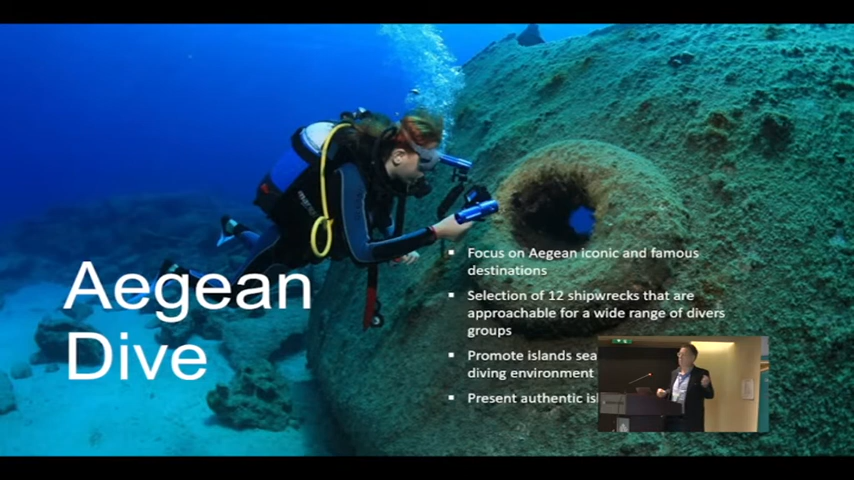 Aegean
Dive
Focus on Aegean iconic and famous
destinations
Selection of 12 shipwrecks that are
approachable for a wide range of divers
groups
Promote islands sea
diving environment
Present authentic